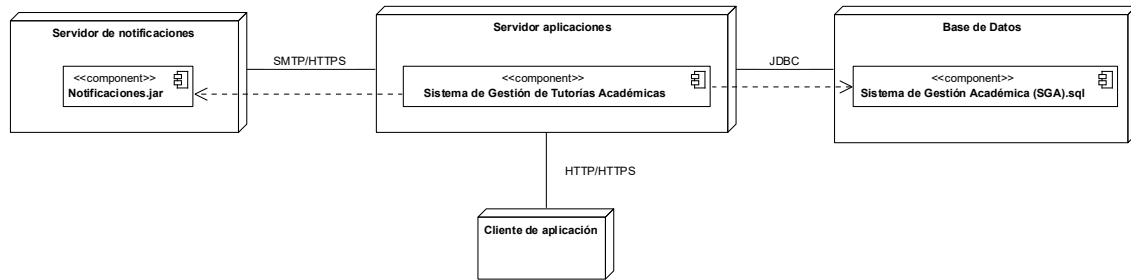 Servidor de notificaciones
<<component>>
Notificaciones.jar
SMTP/HTTPS
Servidor aplicaciones
<<component>>
Sistema de Gestión de Tutorías Académicas
JDBC
Base de Datos
<<component>>
Sistema de Gestión Académica (SGA).sql
HTTP/HTTPS
Cliente de aplicación